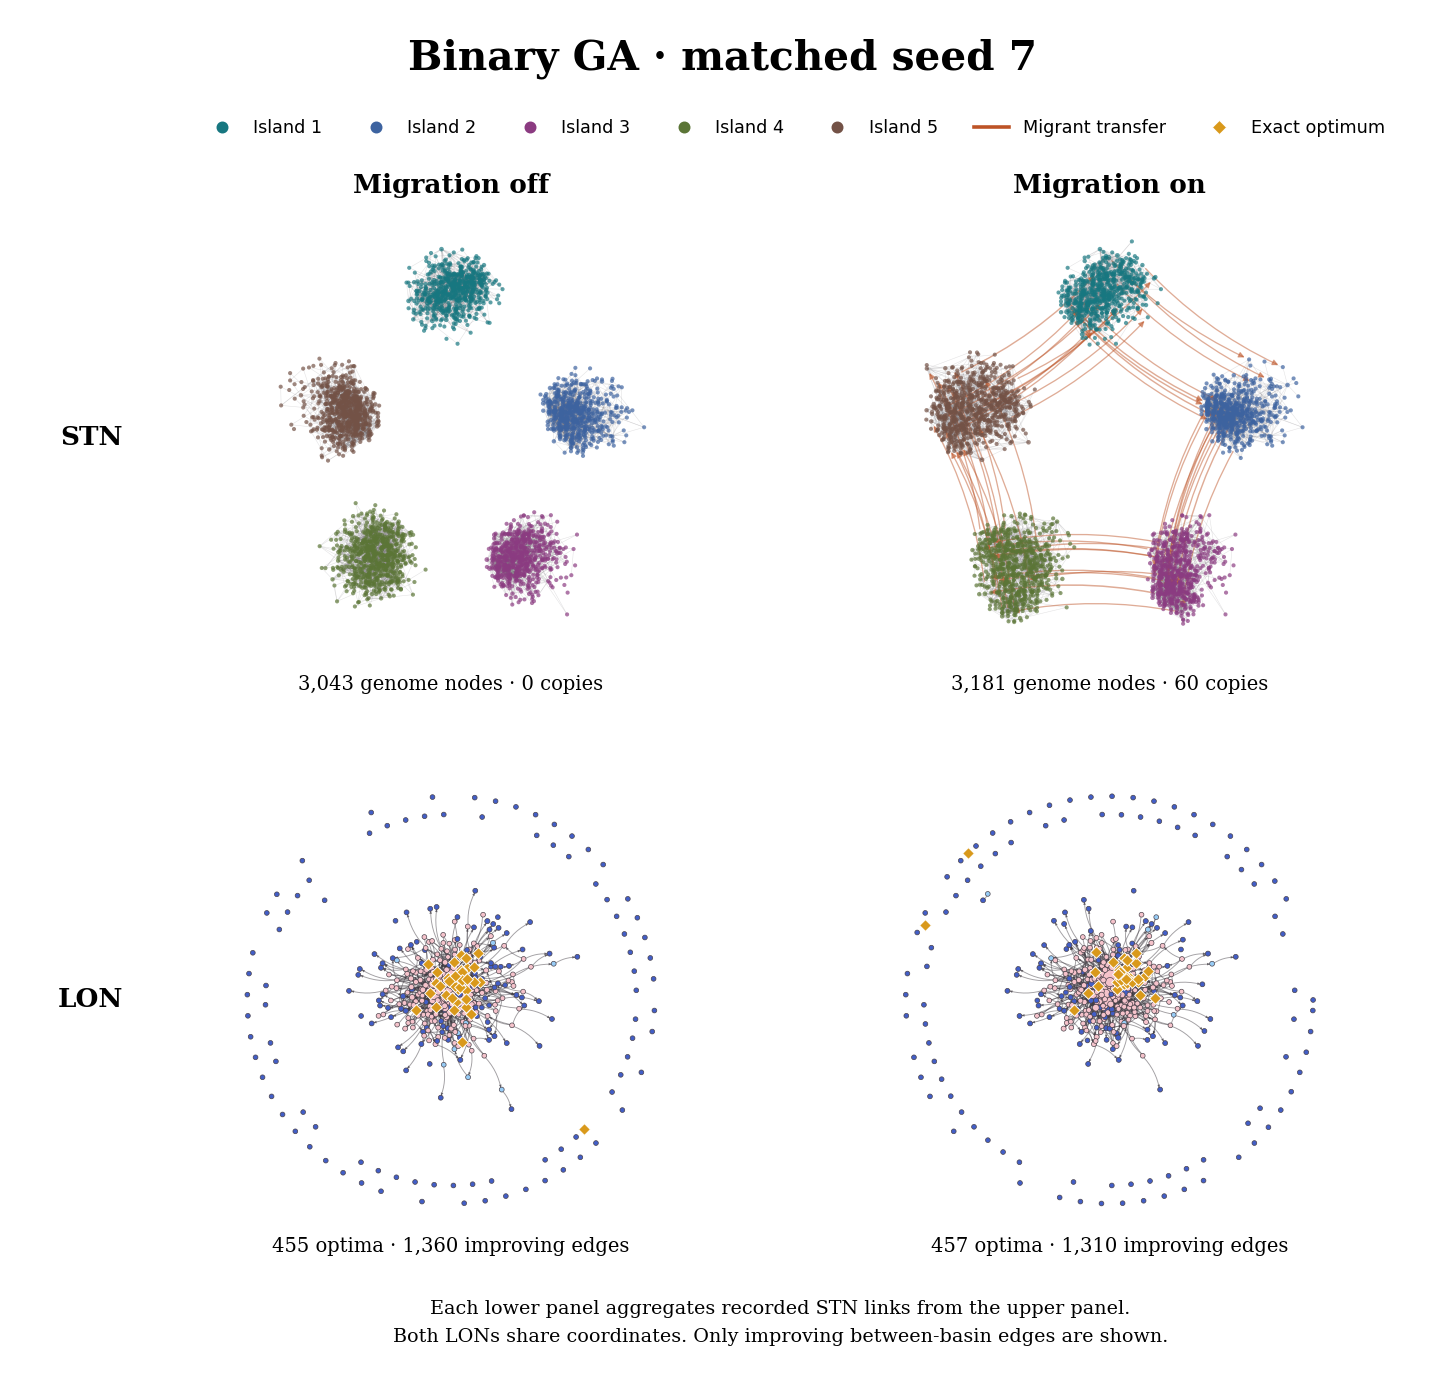 Binary GA · matched seed 7
Island 1 Island 2 Island 3 Island 4 Island 5 Migrant transfer Exact optimum
Migration off Migration on
STN
3,043 genome nodes · 0 copies 3,181 genome nodes · 60 copies
LON
455 optima · 1,360 improving edges 457 optima · 1,310 improving edges
Each lower panel aggregates recorded STN links from the upper panel.
Both LONs share coordinates. Only improving between-basin edges are shown.